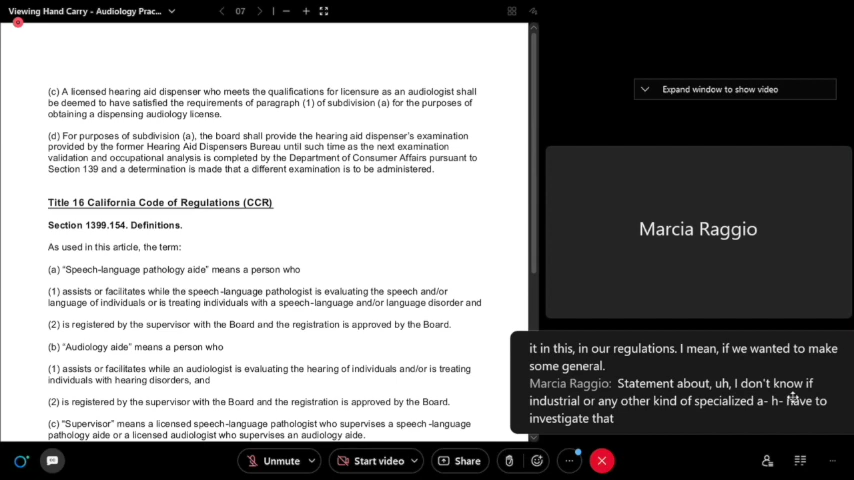 Viewing Hand Carry - Audiology Prac...
07
(c) A licensed hearing aid dispenser who meets the qualifications for licensure as an audiologist shall
be deemed to have satisfied the requirements of paragraph (1) of subdivision (a) for the purposes of
obtaining a dispensing audiology license.
(d) For purposes of subdivision (a), the board shall provide the hearing aid dispenser's examination
provided by the former Hearing Aid Dispensers Bureau until such time as the next examination
validation and occupational analysis is completed by the Department of Consumer Affairs pursuant to
Section 139 and a determination is made that a different examination is to be administered.
Title 16 California Code of Regulations (CCR)
Section 1399.154. Definitions.
As used in this article, the term:
(a) "Speech-language pathology aide" means a person who
(1) assists or facilitates while the speech-language pathologist is evaluating the speech and/or
language of individuals or is treating individuals with a speech-language and/or language disorder and
(2) is registered by the supervisor with the Board and the registration is approved by the Board.
(b) "Audiology aide" means a person who
(1) assists or facilitates while an audiologist is evaluating the hearing of individuals and/or is treating
individuals with hearing disorders, and
(2) is registered by the supervisor with the Board and the registration is approved by the Board.
(c) "Supervisor" means a licensed speech-language pathologist who supervises a speech-language
pathology aide or a licensed audiologist who supervises an audiology aide.
Expand window to show video
Marcia Raggio
it in this, in our regulations. I mean, if we wanted to make
some general.
Marcia Raggio: Statement about, uh, I don't know if
industrial or any other kind of specialized a- h- have to
investigate that
Unmute
Start video
Share